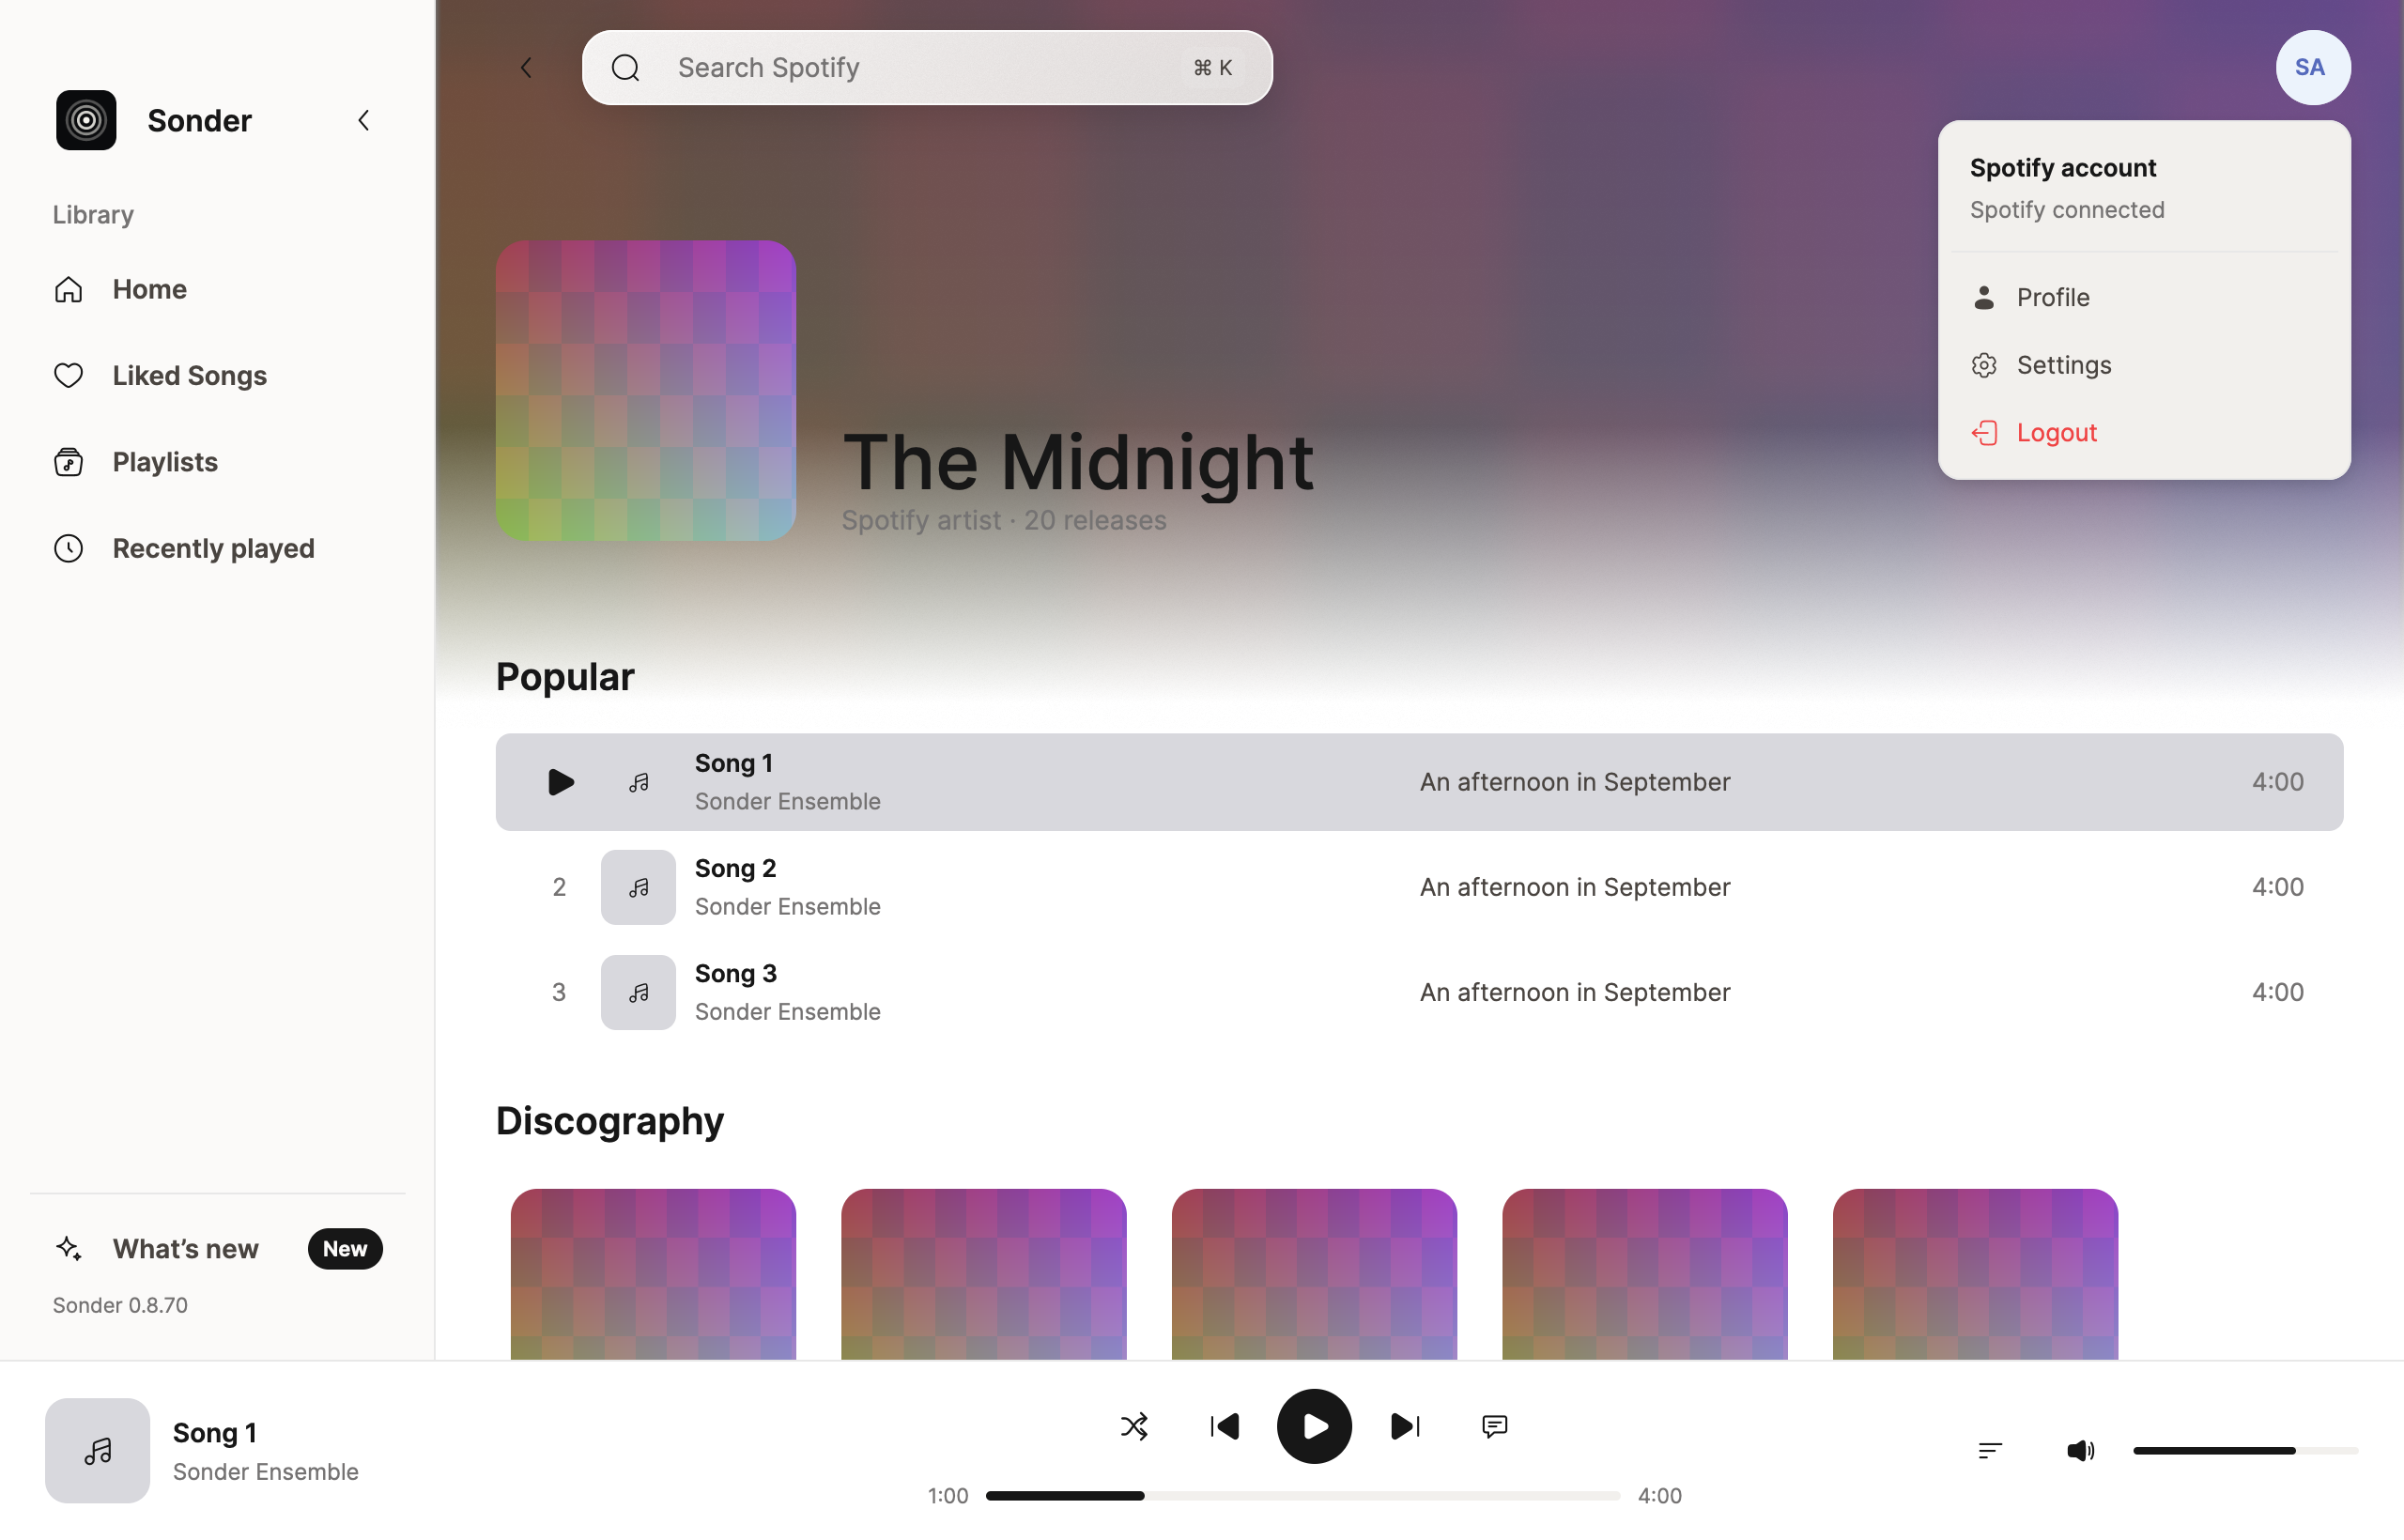 Sonder
Library
Home
Liked Songs
Playlists
Recently played
What’s new
New
Sonder 0.8.70
Search Spotify
⌘ K
SA
Spotify account
Spotify connected
Profile
Settings
Logout
The Midnight
Spotify artist · 20 releases
Popular
Song 1
Sonder Ensemble
An afternoon in September
4:00
2
Song 2
Sonder Ensemble
An afternoon in September
4:00
3
Song 3
Sonder Ensemble
An afternoon in September
4:00
Discography
Song 1
Sonder Ensemble
1:00
4:00